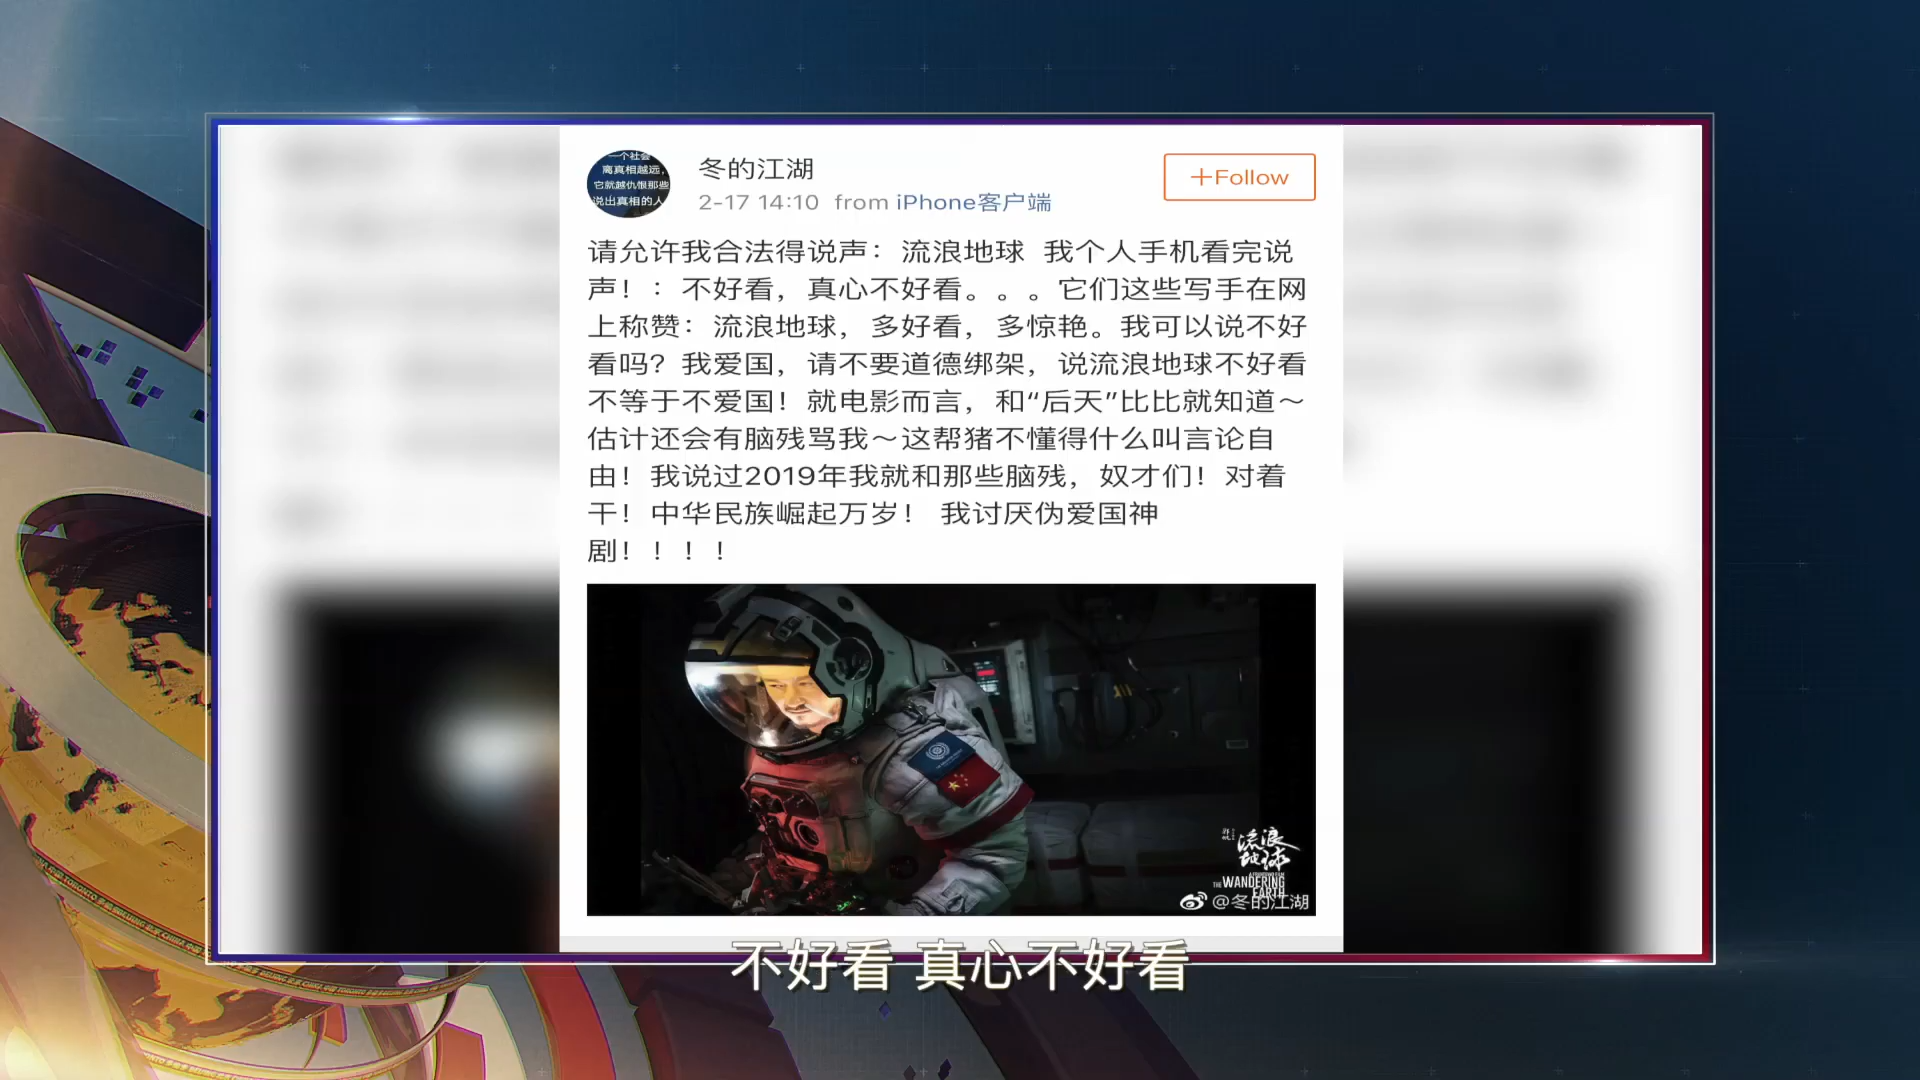 一个社会
离真相越远，
它就越仇恨那些
说出真相的人
冬的江湖
2-17 14:10 from iPhone客户端
+Follow
请允许我合法得说声：流浪地球 我个人手机看完说
声！：不好看，真心不好看。。。它们这些写手在网
上称赞：流浪地球，多好看，多惊艳。我可以说不好
看吗？我爱国，请不要道德绑架，说流浪地球不好看
不等于不爱国！就电影而言，和“后天”比比就知道～
估计还会有脑残骂我～这帮猪不懂得什么叫言论自
由！我说过2019年我就和那些脑残，奴才们！对着
干！中华民族崛起万岁！ 我讨厌伪爱国神
剧！！！！
流浪
地球
THE WANDERING
EARTH
@冬的江湖
不好看 真心不好看